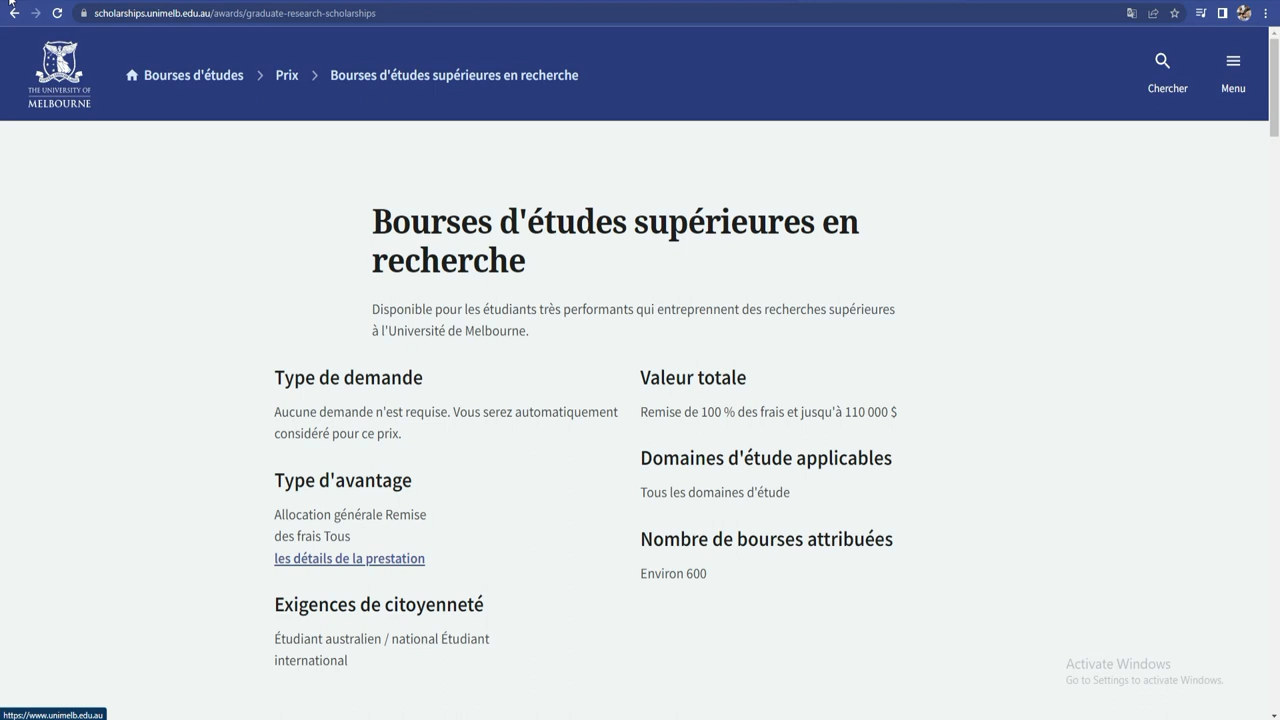 scholarships.unimelb.edu.au/awards/graduate-research-scholarships
THE UNIVERSITY OF
MELBOURNE
Bourses d'études
Prix
Bourses d'études supérieures en recherche
Chercher
Menu
Bourses d'études supérieures en
recherche
Disponible pour les étudiants très performants qui entreprennent des recherches supérieures
à l'Université de Melbourne.
Type de demande
Aucune demande n'est requise. Vous serez automatiquement
considéré pour ce prix.
Type d'avantage
Allocation générale Remise
des frais Tous
les détails de la prestation
Exigences de citoyenneté
Étudiant australien / national Étudiant
international
Valeur totale
Remise de 100 % des frais et jusqu'à 110 000 $
Domaines d'étude applicables
Tous les domaines d'étude
Nombre de bourses attribuées
Environ 600
Activate Windows
Go to Settings to activate Windows.
https://www.unimelb.edu.au